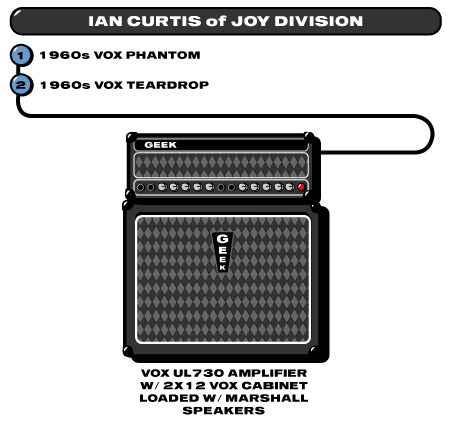 IAN CURTIS of JOY DIVISION
1 1960s VOX PHANTOM
2 1960s VOX TEARDROP
GEEK
GEEK
VOX UL730 AMPLIFIER
W/ 2X12 VOX CABINET
LOADED W/ MARSHALL
SPEAKERS